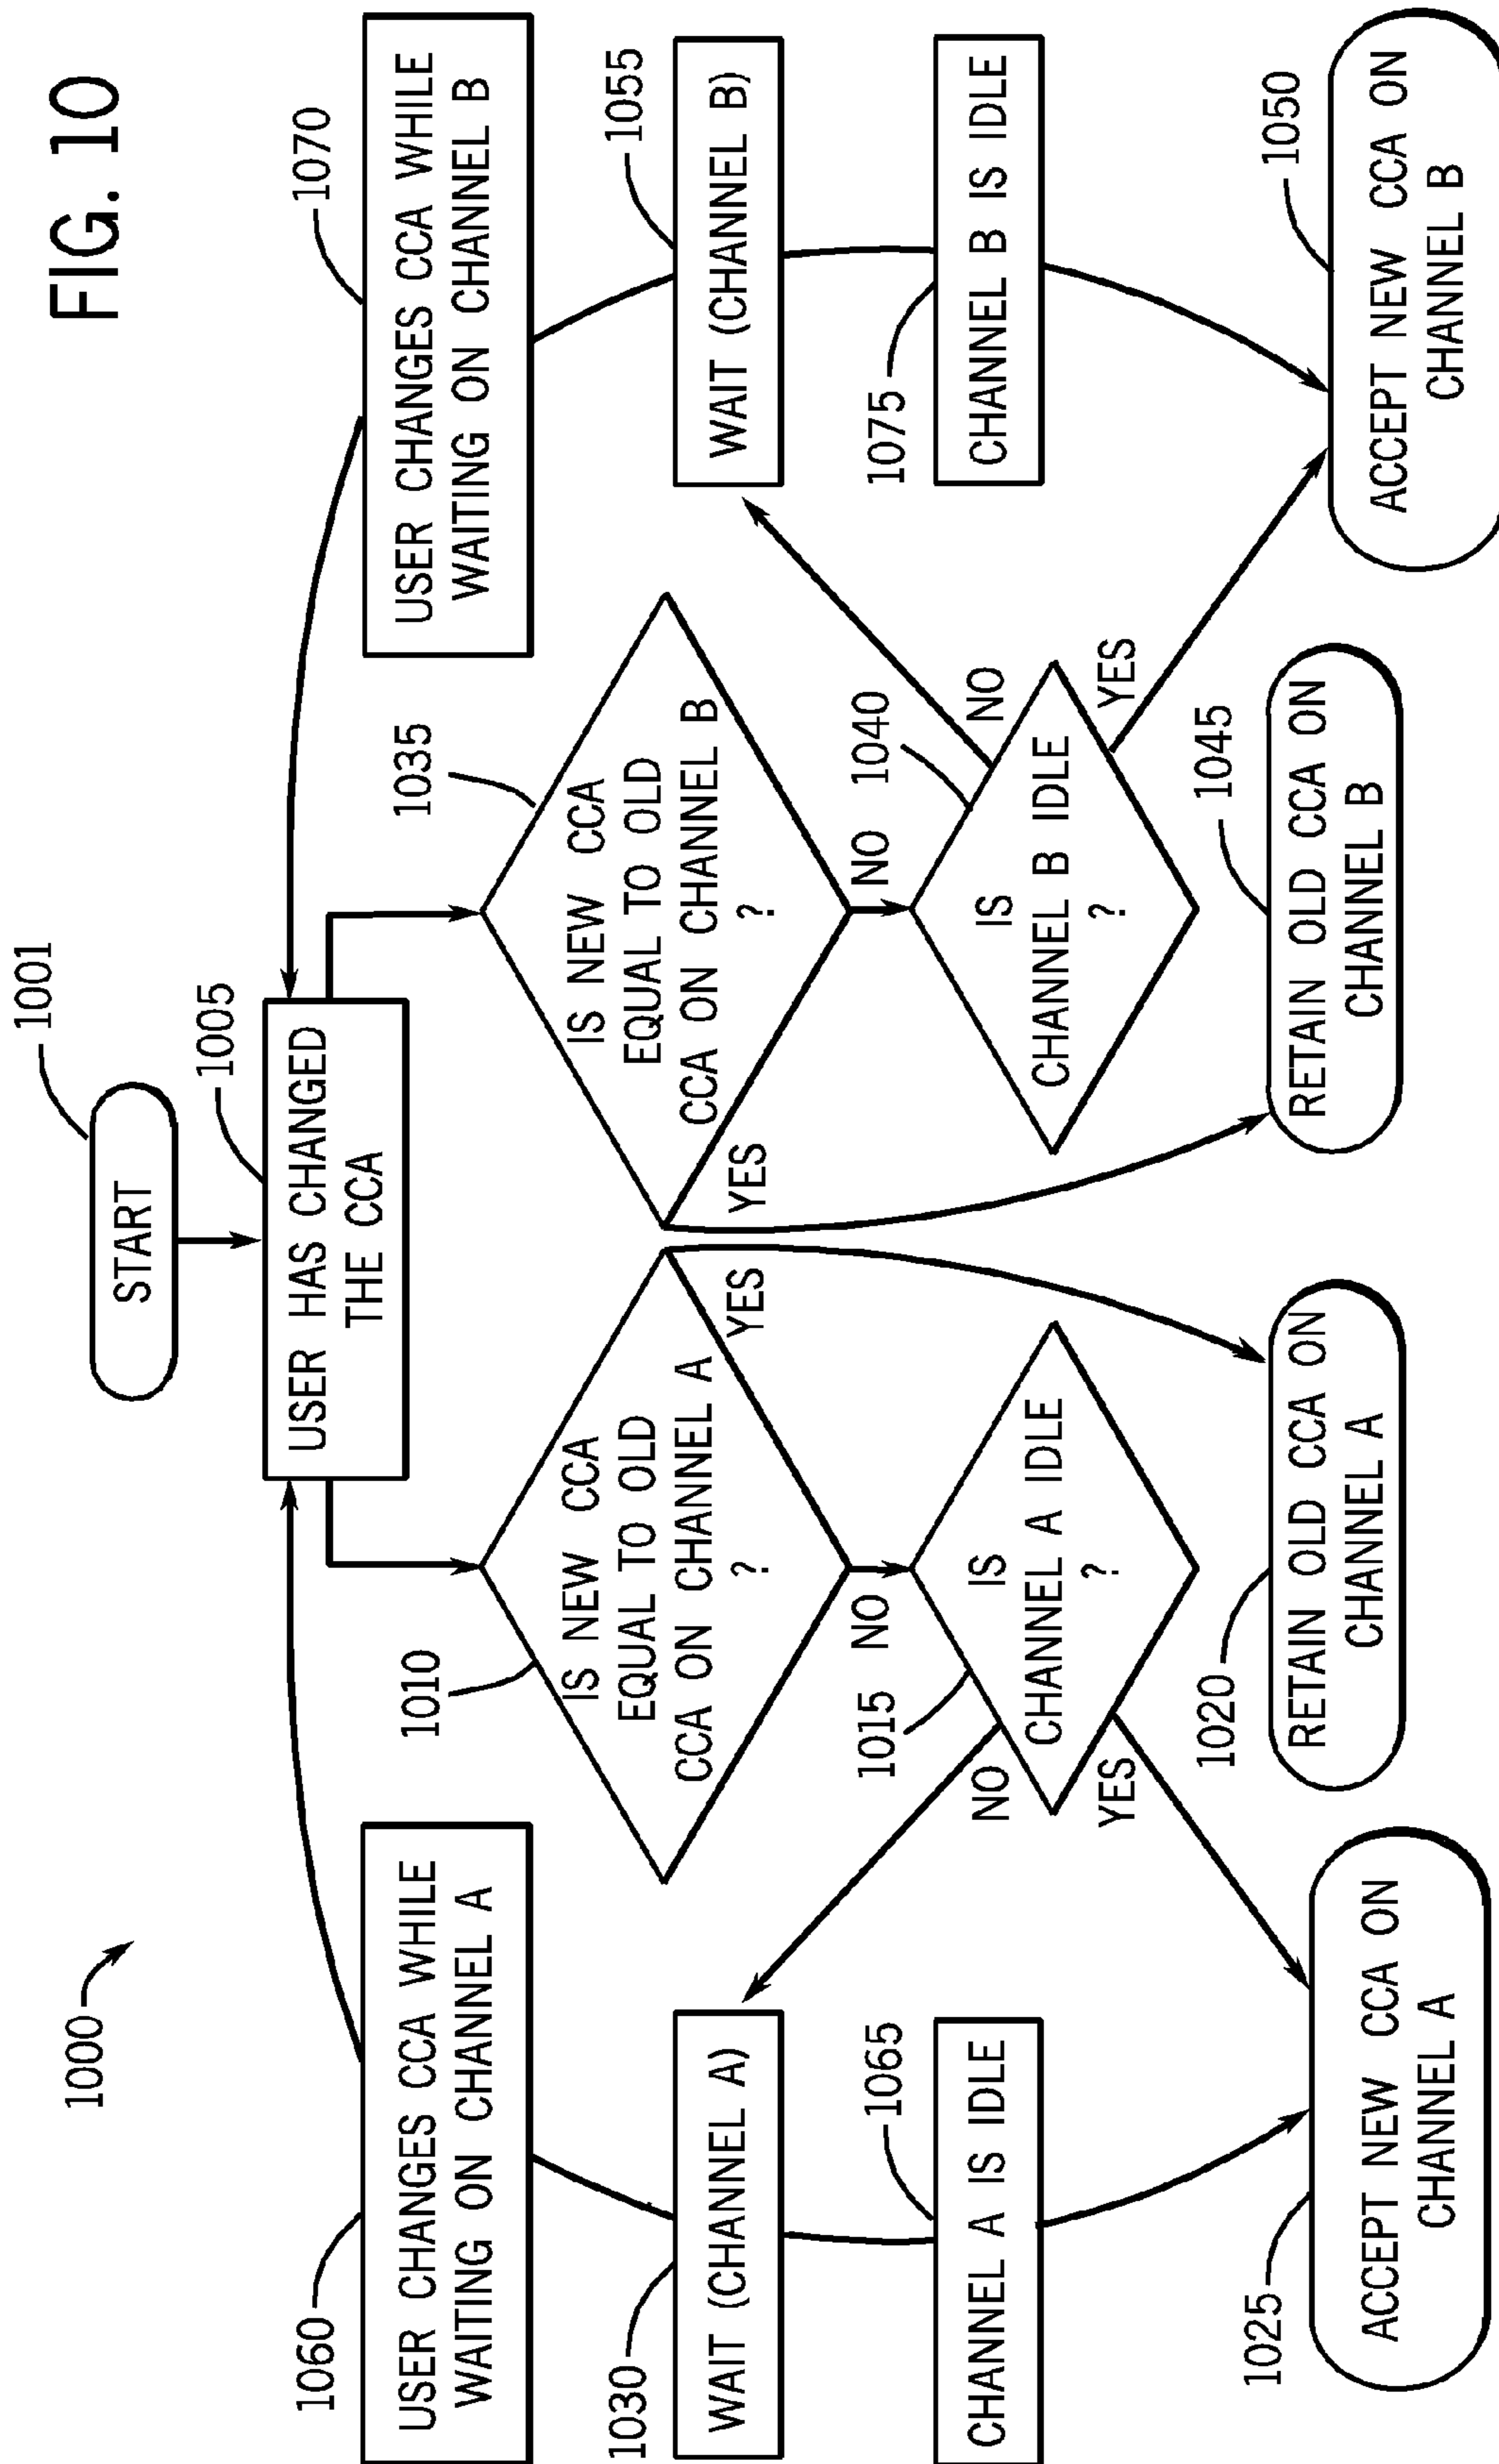 FIG. 10
1000
START
1001
USER HAS CHANGED
THE CCA
1005
1060
USER CHANGES CCA WHILE
WAITING ON CHANNEL A
1070
USER CHANGES CCA WHILE
WAITING ON CHANNEL B
1010
IS NEW CCA
EQUAL TO OLD
CCA ON CHANNEL A
?
YES
NO
1035
IS NEW CCA
EQUAL TO OLD
CCA ON CHANNEL B
?
YES
NO
1030
WAIT (CHANNEL A)
1055
WAIT (CHANNEL B)
1065
CHANNEL A IS IDLE
1015
IS
CHANNEL A IDLE
?
NO
YES
1040
IS
CHANNEL B IDLE
?
NO
YES
1075
CHANNEL B IS IDLE
1025
ACCEPT NEW CCA ON
CHANNEL A
1020
RETAIN OLD CCA ON
CHANNEL A
1045
RETAIN OLD CCA ON
CHANNEL B
1050
ACCEPT NEW CCA ON
CHANNEL B